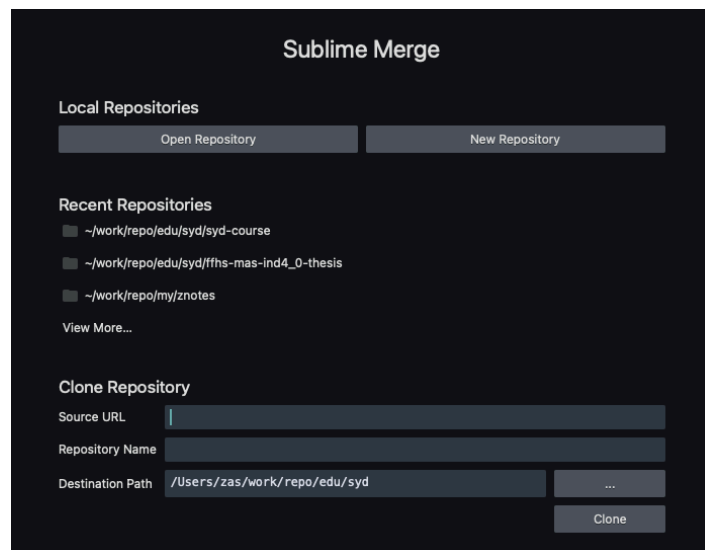 Sublime Merge
Local Repositories
Open Repository New Repository
Recent Repositories
~/work/repo/edu/syd/syd-course
~/work/repo/edu/syd/ffhs-mas-ind4_0-thesis
~/work/repo/my/znotes
View More...
Clone Repository
Source URL
Repository Name
Destination Path /Users/zas/work/repo/edu/syd ...
Clone